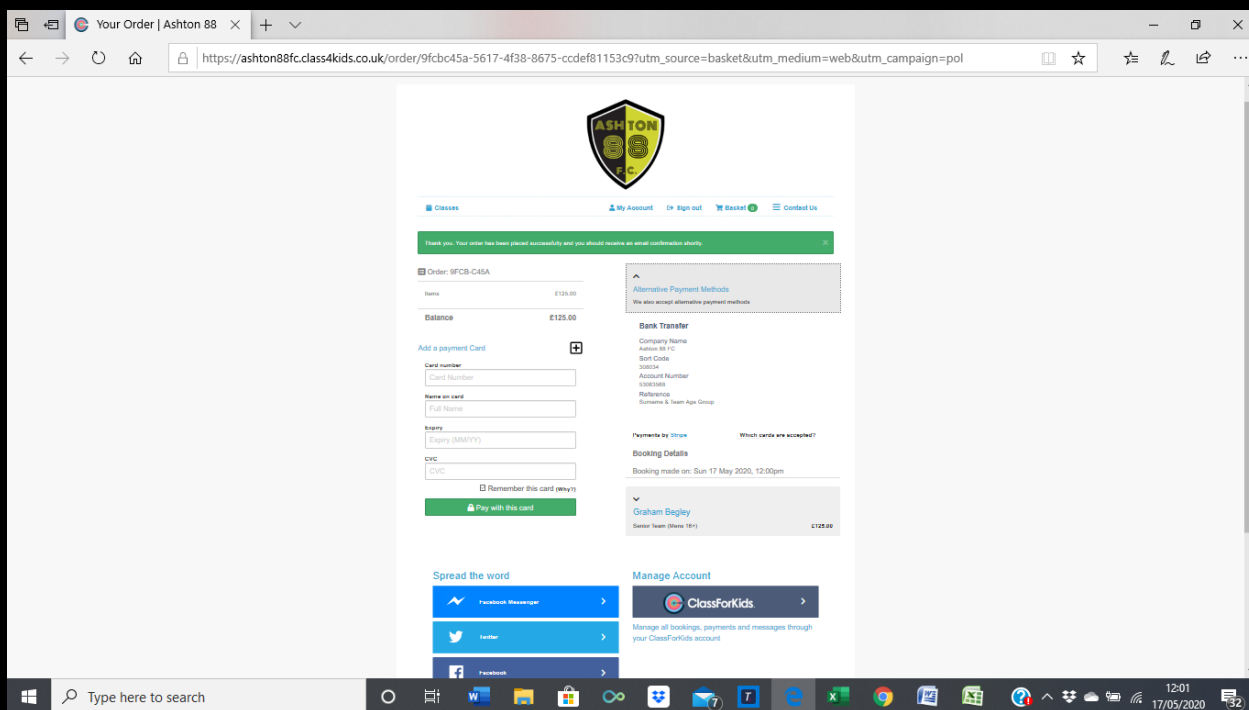 Your Order | Ashton 88
https://ashton88fc.class4kids.co.uk/order/9fcbc45a-5617-4f38-8675-ccdef81153c9?utm_source=basket&utm_medium=web&utm_campaign=pol
ASHTON
88
F.C.
Classes
My Account
Sign out
Basket 0
Contact Us
Thank you. Your order has been placed successfully and you should receive an email confirmation shortly.
Order: 9FCB-C45A
Items £125.00
Balance £125.00
Add a payment Card
Card number
Card Number
Name on card
Full Name
Expiry
Expiry (MM/YY)
CVC
CVC
Remember this card (Why?)
Pay with this card
Alternative Payment Methods
We also accept alternative payment methods
Bank Transfer
Company Name
Ashton 88 FC
Sort Code
308034
Account Number
53083568
Reference
Surname & Team Age Group
Payments by Stripe
Which cards are accepted?
Booking Details
Booking made on: Sun 17 May 2020, 12:00pm
Graham Begley
Senior Team (Mens 16+) £125.00
Spread the word
Facebook Messenger
Twitter
Facebook
Manage Account
ClassForKids
Manage all bookings, payments and messages through
your ClassForKids account
Type here to search
7
12:01
17/05/2020
32